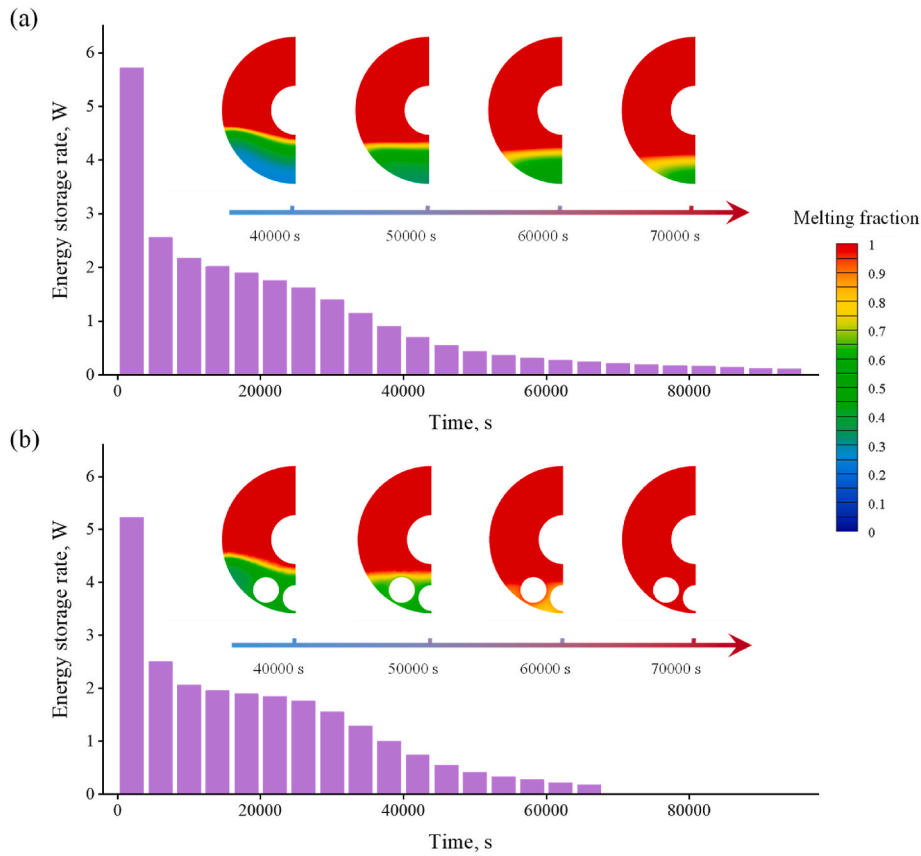 (a)
Energy storage rate, W
6
5
4
3
2
1
0
40000 s 50000 s 60000 s 70000 s
0 20000 40000 60000 80000
Time, s
Melting fraction
1
0.9
0.8
0.7
0.6
0.5
0.4
0.3
0.2
0.1
0
(b)
Energy storage rate, W
6
5
4
3
2
1
0
40000 s 50000 s 60000 s 70000 s
0 20000 40000 60000 80000
Time, s